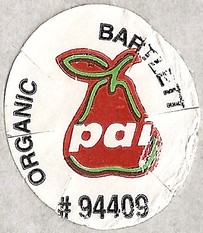 ORGANIC
BARTLETT
pai
# 94409